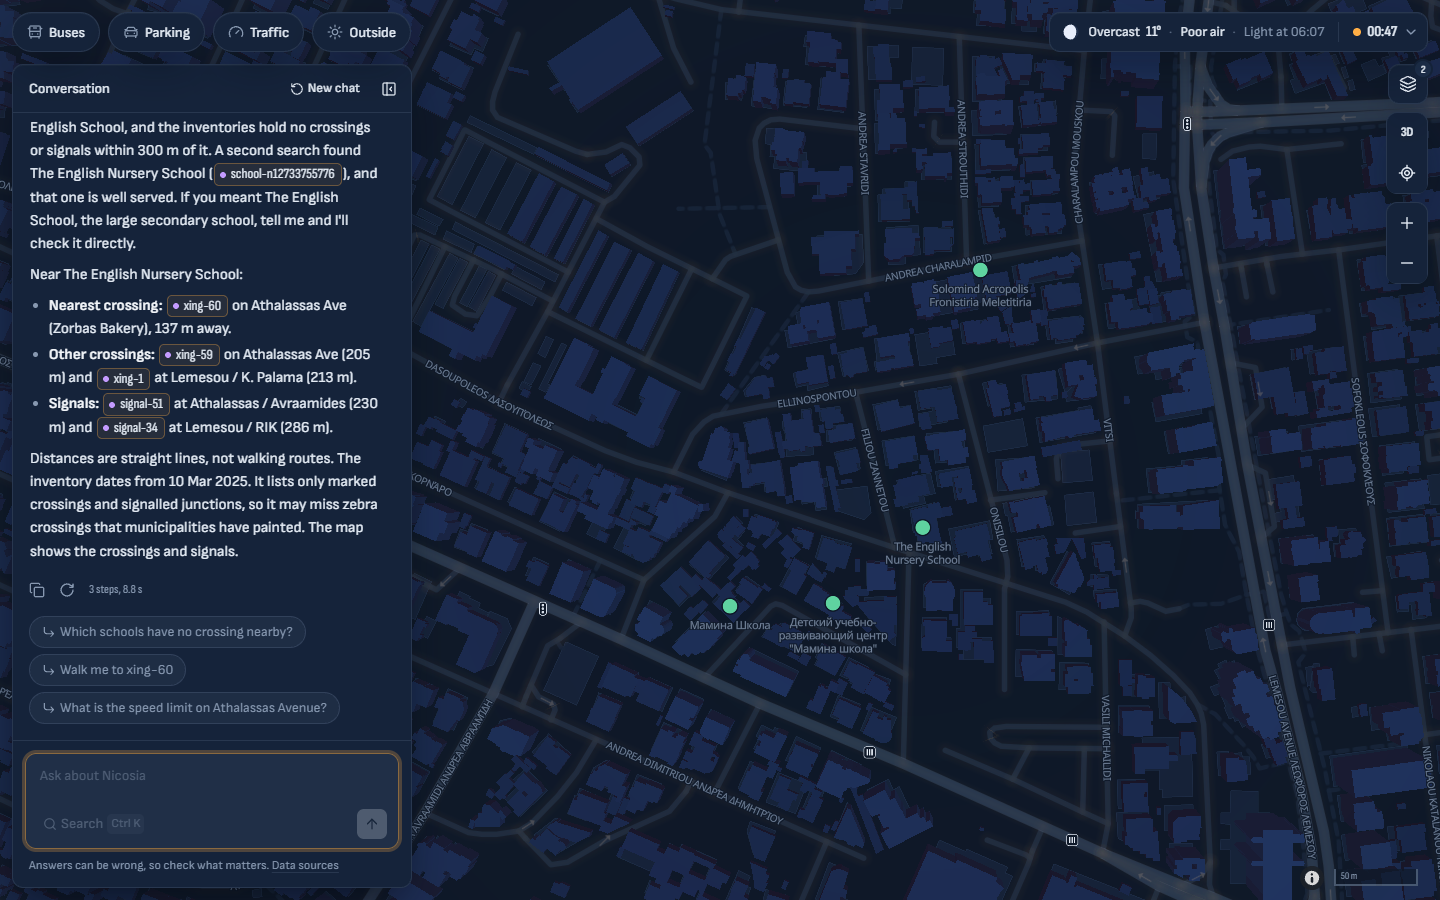 Buses
Parking
Traffic
Outside
Overcast 11° · Poor air · Light at 06:07
00:47
2
3D
Conversation
New chat
English School, and the inventories hold no crossings
or signals within 300 m of it. A second search found
The English Nursery School ( school-n12733755776 ), and
that one is well served. If you meant The English
School, the large secondary school, tell me and I'll
check it directly.
Near The English Nursery School:
• Nearest crossing: xing-60 on Athalassas Ave
(Zorbas Bakery), 137 m away.
• Other crossings: xing-59 on Athalassas Ave (205
m) and xing-1 at Lemesou / K. Palama (213 m).
• Signals: signal-51 at Athalassas / Avraamides (230
m) and signal-34 at Lemesou / RIK (286 m).
Distances are straight lines, not walking routes. The
inventory dates from 10 Mar 2025. It lists only marked
crossings and signalled junctions, so it may miss zebra
crossings that municipalities have painted. The map
shows the crossings and signals.
3 steps, 8.8 s
Which schools have no crossing nearby?
Walk me to xing-60
What is the speed limit on Athalassas Avenue?
Ask about Nicosia
Search Ctrl K
Answers can be wrong, so check what matters. Data sources
ANDREA STAVRIDI
ANDREA STROUTHIDI
CHARALAMPOU MOUSKOU
ANDREA CHARALAMPID
Solomind Acropolis
Fronistiria Meletitiria
DASOUPOLEOS ΔΑΣΟΥΠΟΛΕΩΣ
ELLINOSPONTOU
VITSI
SOFOKLEOUS ΣΟΦΟΚΛΕΟΥΣ
FILIOU ZANNETOU
ΚΟΡΝΑΡΟ
ONISILOU
The English
Nursery School
Мамина Школа
Детский учебно-
развивающий центр
"Мамина школа"
AVRAAMIDI ΑΝΔΡΕΑ ΑΒΡΑΑΜΙΔΗ
ANDREA DIMITRIOU ΑΝΔΡΕΑ ΔΗΜΗΤΡΙΟΥ
VASILI MICHAILIDI
LEMESOU AVENUE ΛΕΩΦΟΡΟΣ ΛΕΜΕΣΟΥ
50 m